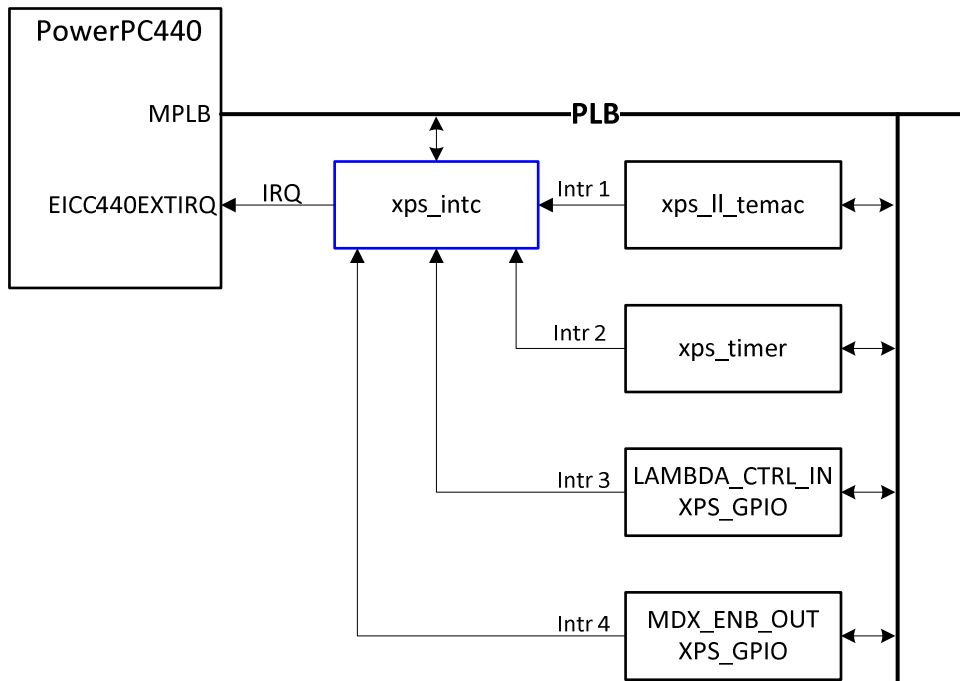 PowerPC440
MPLB
PLB
EICC440EXTIRQ
IRQ
xps_intc
Intr 1
xps_ll_temac
Intr 2
xps_timer
Intr 3
LAMBDA_CTRL_IN
XPS_GPIO
Intr 4
MDX_ENB_OUT
XPS_GPIO